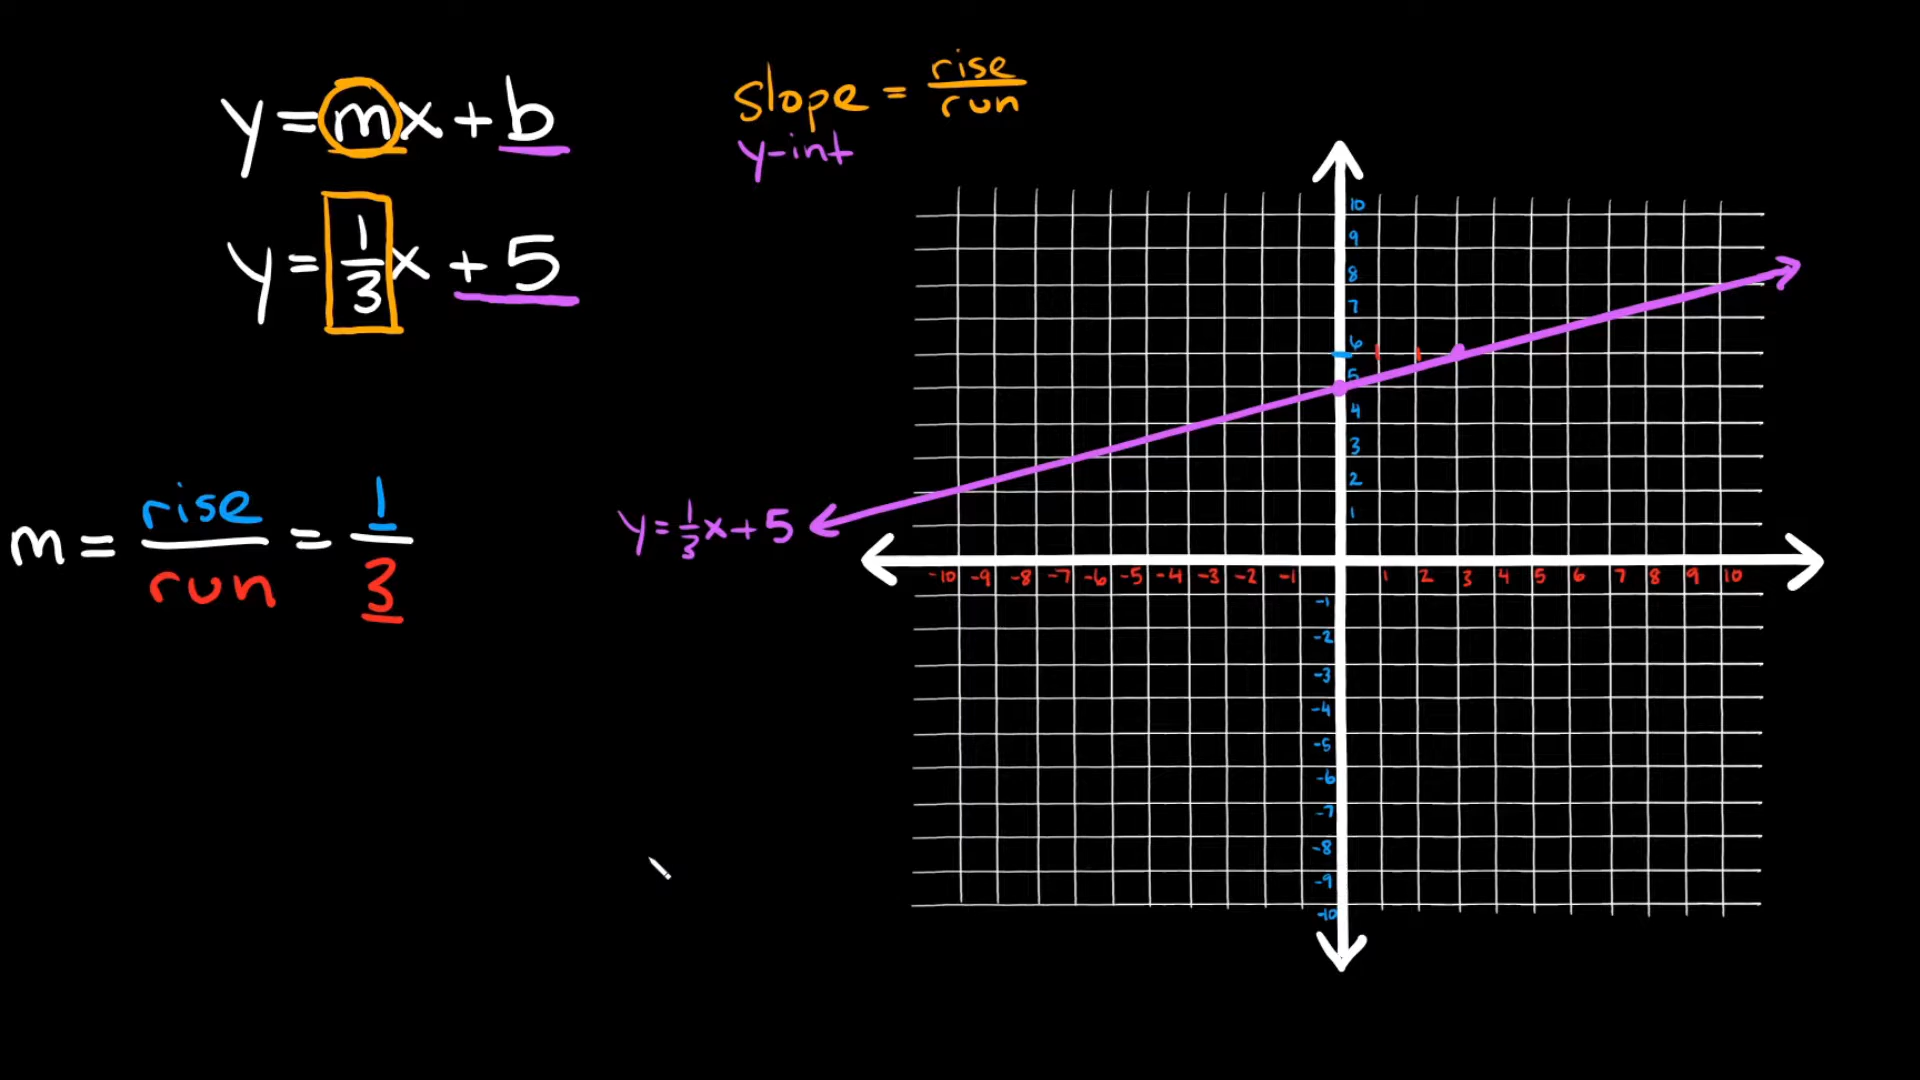 y=mx+b
slope = rise/run
y-int
y=1/3x+5
m = rise/run = 1/3
y=1/3x+5
10
9
8
7
6
5
4
3
2
1
-10 -9 -8 -7 -6 -5 -4 -3 -2 -1 1 2 3 4 5 6 7 8 9 10
-1
-2
-3
-4
-5
-6
-7
-8
-9
-10